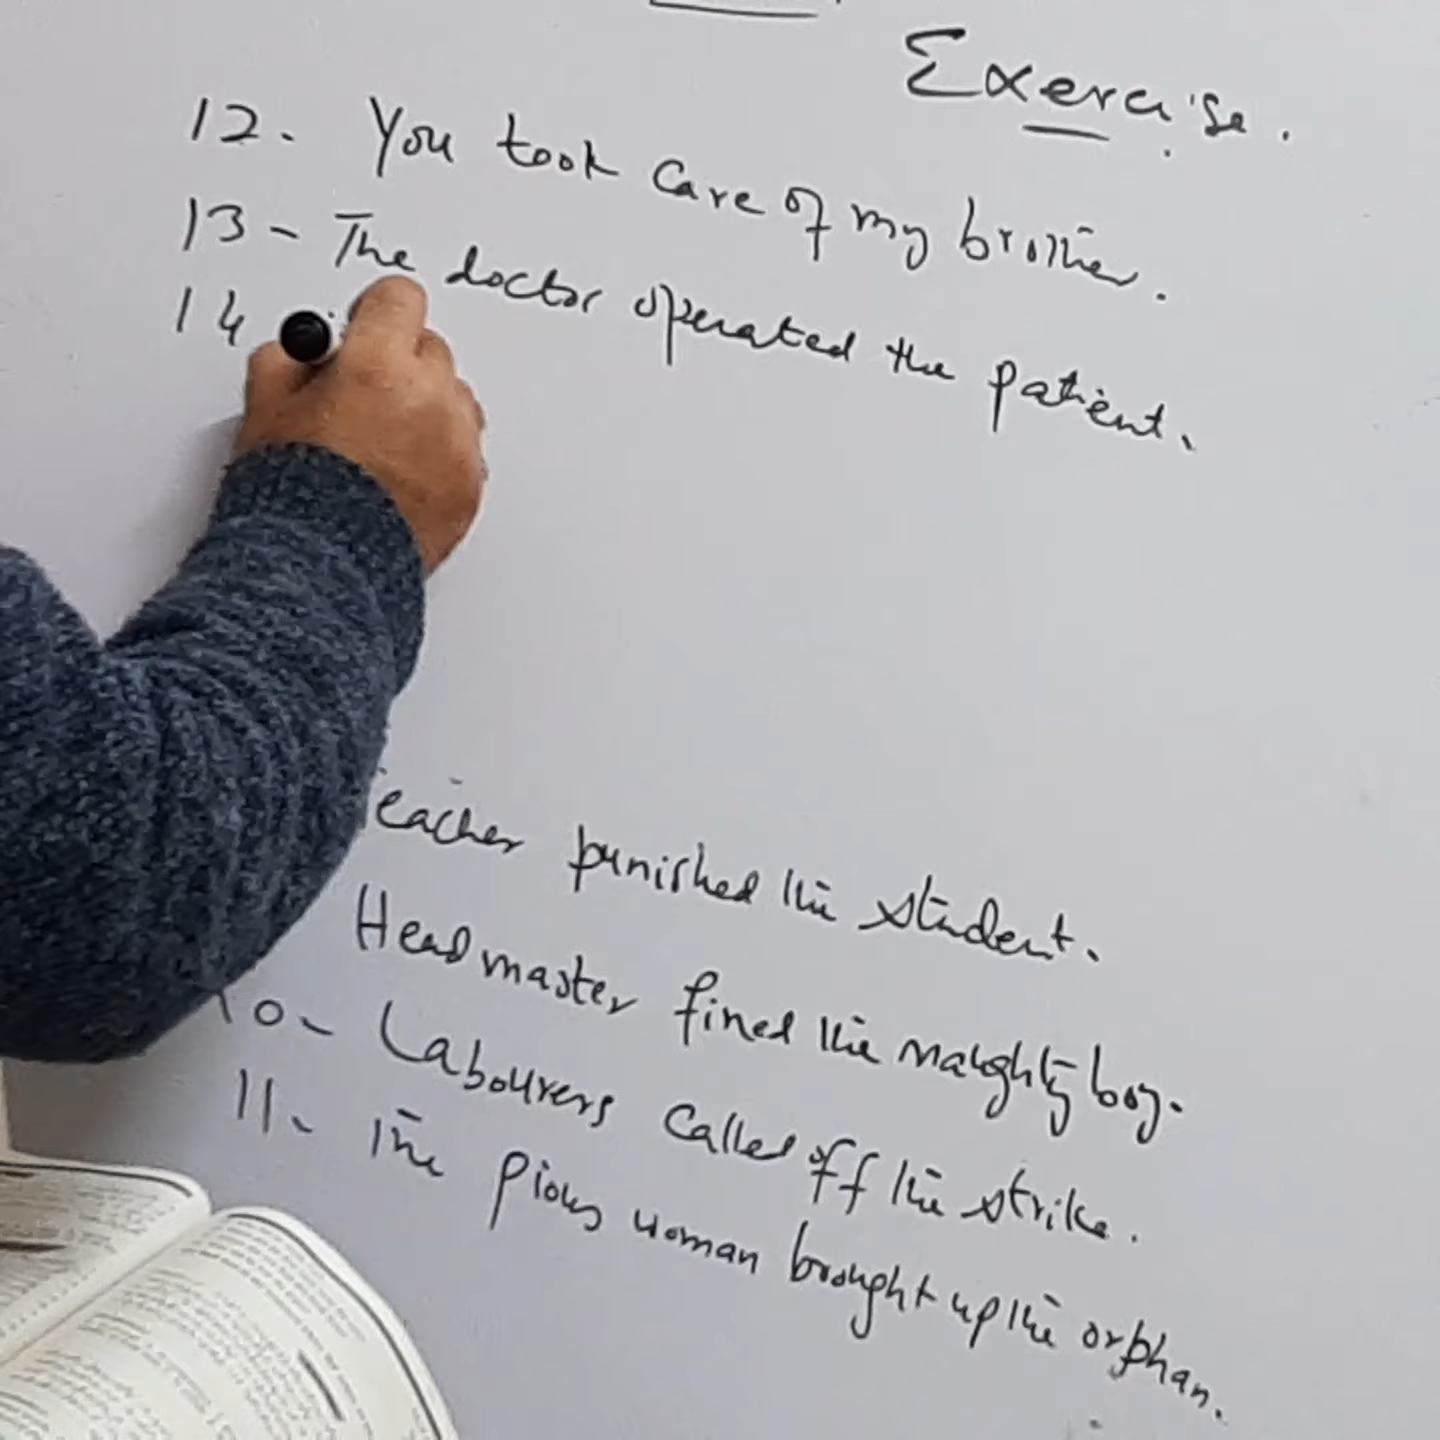 Exercise.
12. You took care of my brother.
13- The doctor operated the patient.
14
eacher punished the student.
Headmaster fined the naughty boy.
10- Labourers called off the strike.
11- The pious woman brought up the orphan.